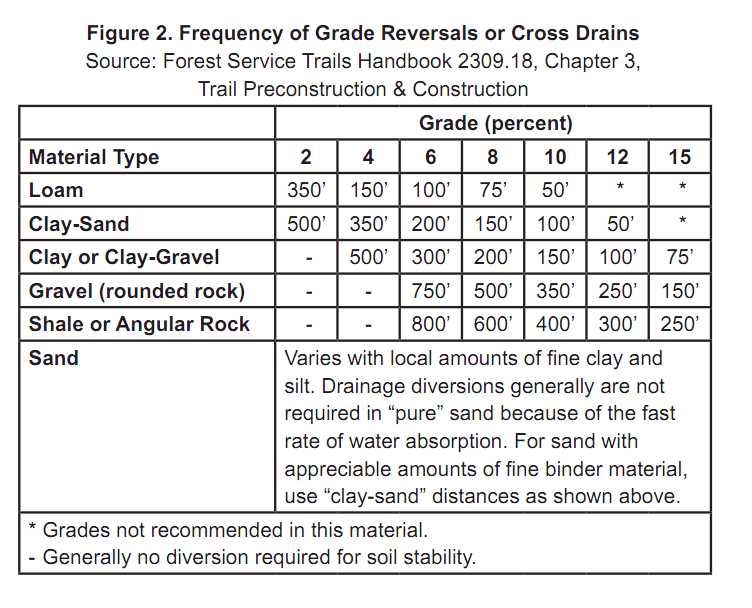 Figure 2. Frequency of Grade Reversals or Cross Drains
Source: Forest Service Trails Handbook 2309.18, Chapter 3,
Trail Preconstruction & Construction
Grade (percent)
Material Type 2 4 6 8 10 12 15
Loam 350’ 150’ 100’ 75’ 50’ * *
Clay-Sand 500’ 350’ 200’ 150’ 100’ 50’ *
Clay or Clay-Gravel - 500’ 300’ 200’ 150’ 100’ 75’
Gravel (rounded rock) - - 750’ 500’ 350’ 250’ 150’
Shale or Angular Rock - - 800’ 600’ 400’ 300’ 250’
Sand Varies with local amounts of fine clay and
silt. Drainage diversions generally are not
required in “pure” sand because of the fast
rate of water absorption. For sand with
appreciable amounts of fine binder material,
use “clay-sand” distances as shown above.
* Grades not recommended in this material.
- Generally no diversion required for soil stability.